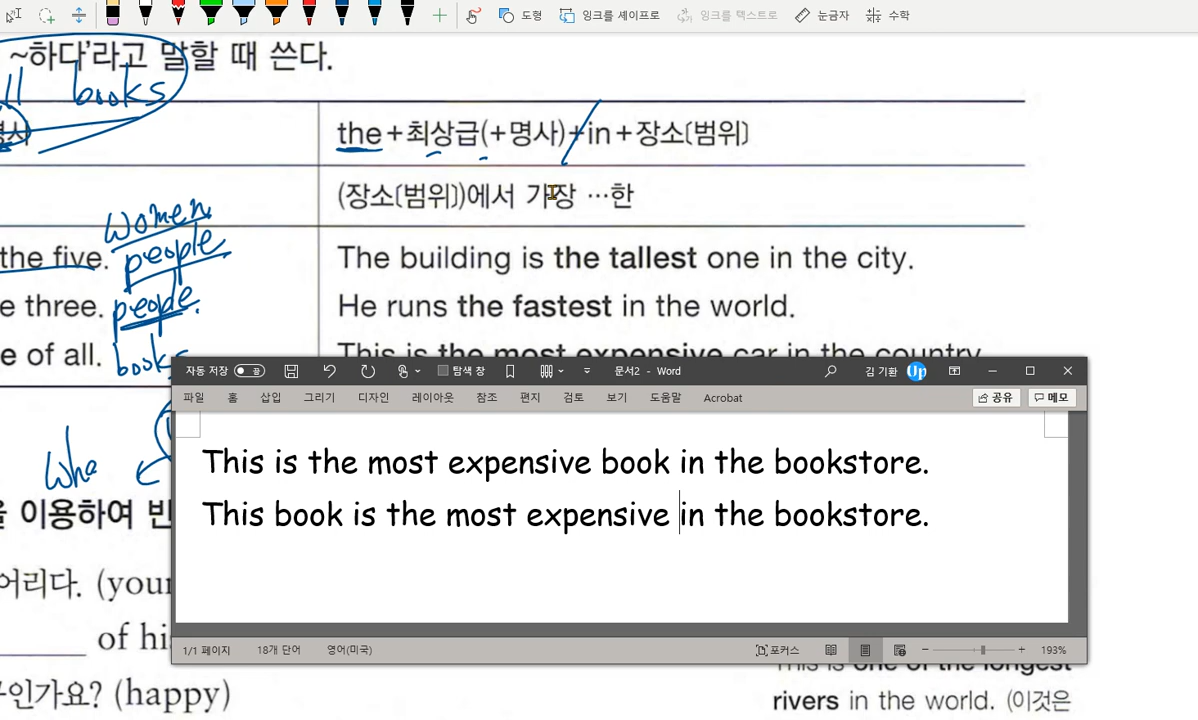 도형 잉크를 셰이프로 잉크를 텍스트로 눈금자 수학
~하다'라고 말할 때 쓴다.
books
the+최상급(+명사)+in+장소〔범위〕
(장소〔범위〕)에서 가장 …한
women
the five. people
The building is the tallest one in the city.
three. people.
He runs the fastest in the world.
of all. books
This is the most expensive car in the country
자동 저장 끔 탐색 창 문서2 - Word 김 기환
파일 홈 삽입 그리기 디자인 레이아웃 참조 편지 검토 보기 도움말 Acrobat 공유 메모
This is the most expensive book in the bookstore.
This book is the most expensive in the bookstore.
이용하여
어리다. (your
of hi
1/1 페이지 18개 단어 영어(미국) 포커스 193%
This is one of the longest
인가요? (happy)
rivers in the world. (이것은